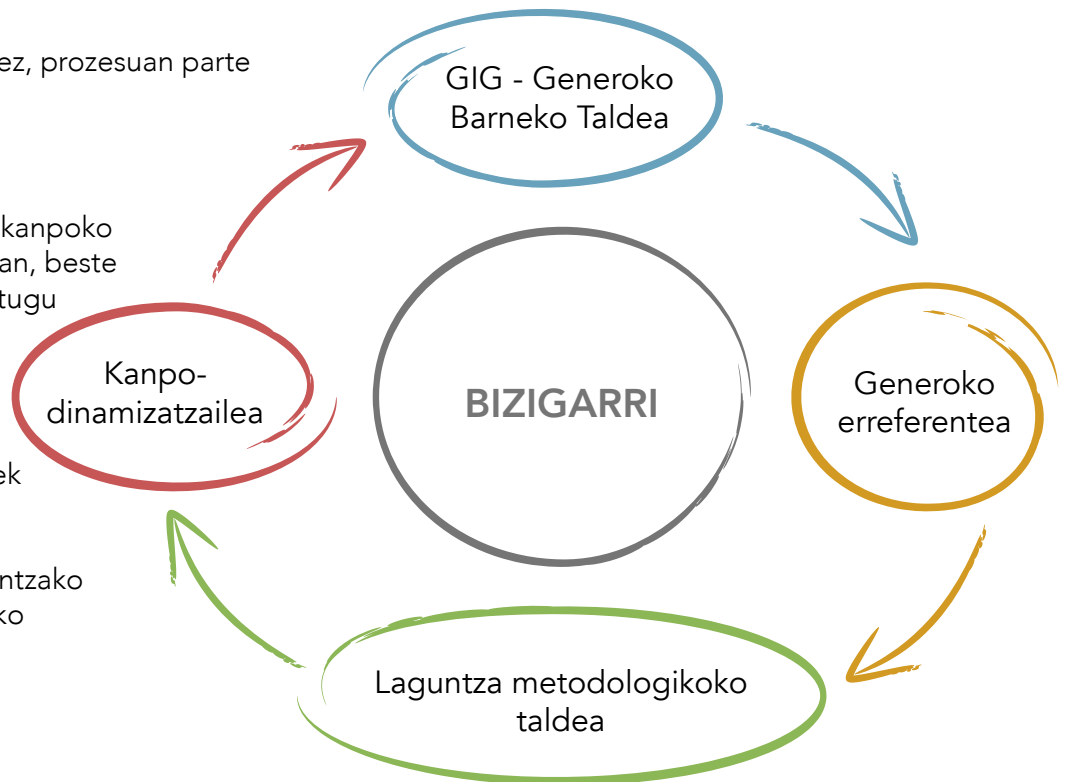 ez, prozesuan parte
kanpoko
an, beste
tugu
ek
ntzako
ko
GIG - Generoko
Barneko Taldea
Generoko
erreferentea
Laguntza metodologikoko
taldea
Kanpo-
dinamizatzailea
BIZIGARRI